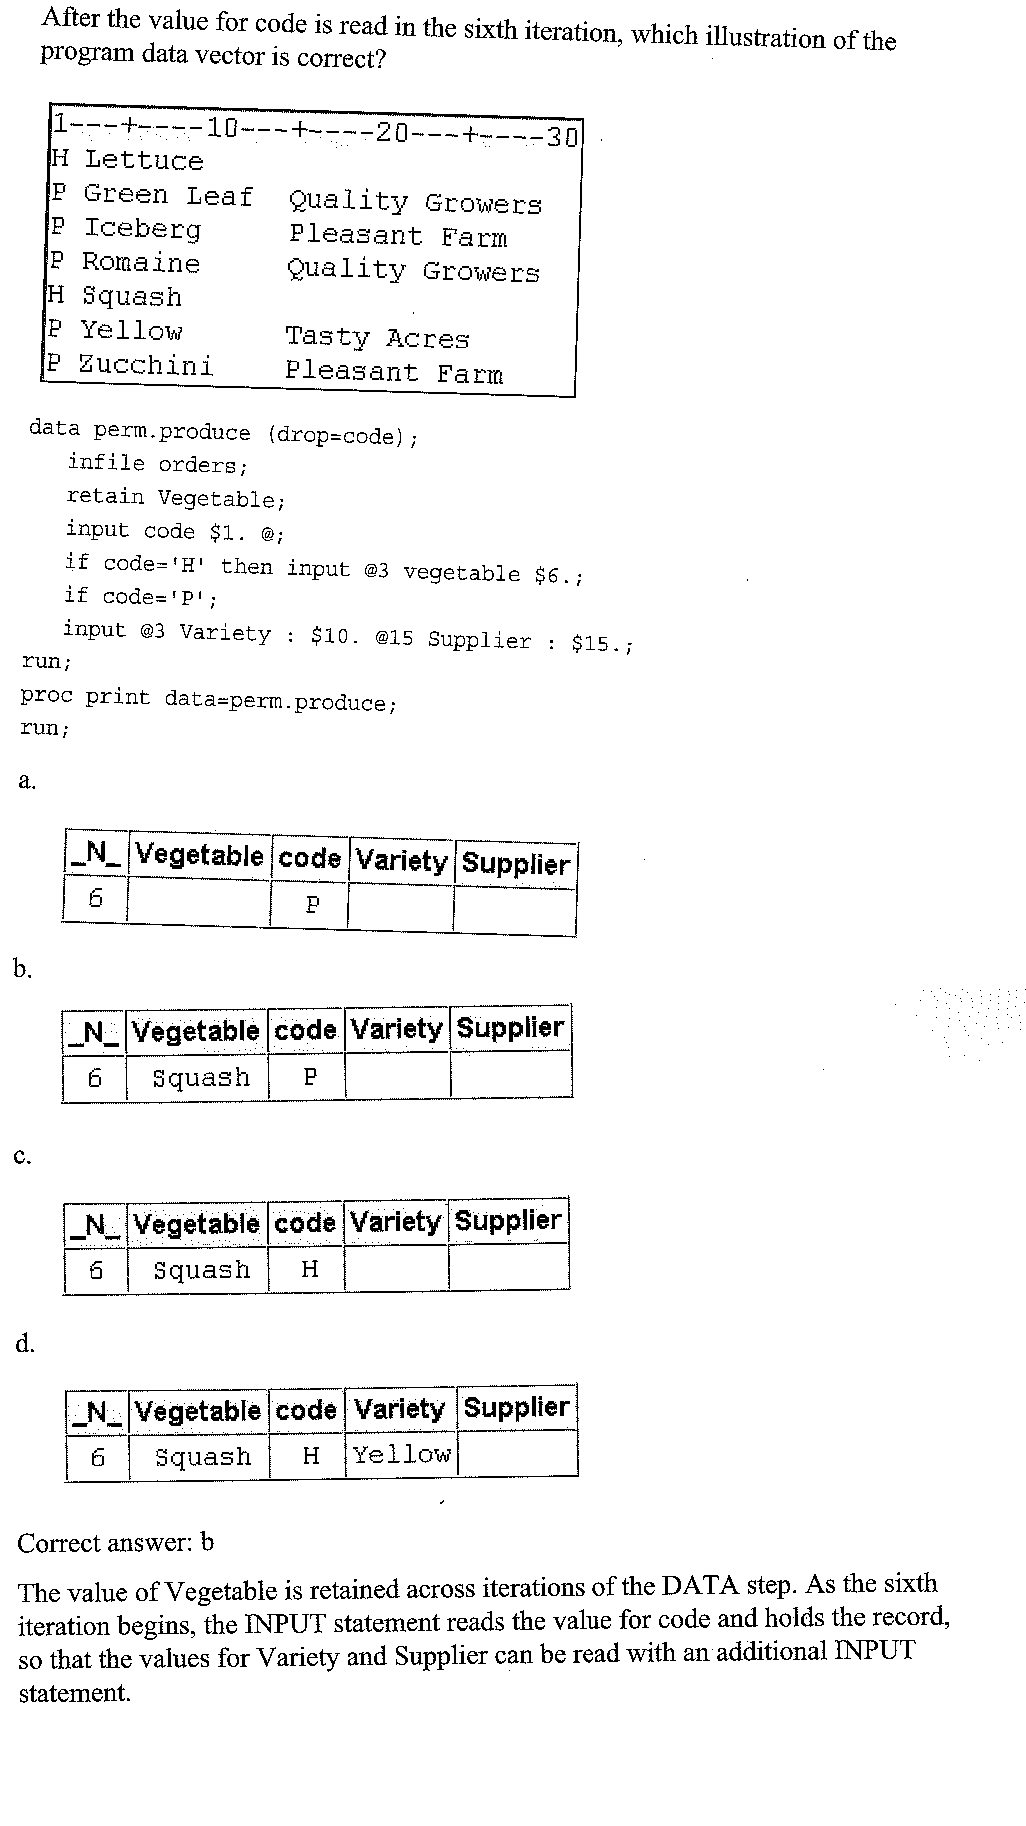 After the value for code is read in the sixth iteration, which illustration of the
program data vector is correct?
1---+----10---+----20---+----30
H Lettuce
P Green Leaf  Quality Growers
P Iceberg     Pleasant Farm
P Romaine     Quality Growers
H Squash
P Yellow      Tasty Acres
P Zucchini    Pleasant Farm
data perm.produce (drop=code);
infile orders;
retain Vegetable;
input code $1. @;
if code='H' then input @3 vegetable $6.;
if code='P';
input @3 Variety : $10. @15 Supplier : $15.;
run;
proc print data=perm.produce;
run;
a.
_N_ Vegetable code Variety Supplier
6 P
b.
_N_ Vegetable code Variety Supplier
6 Squash P
c.
_N_ Vegetable code Variety Supplier
6 Squash H
d.
_N_ Vegetable code Variety Supplier
6 Squash H Yellow
Correct answer: b
The value of Vegetable is retained across iterations of the DATA step. As the sixth
iteration begins, the INPUT statement reads the value for code and holds the record,
so that the values for Variety and Supplier can be read with an additional INPUT
statement.